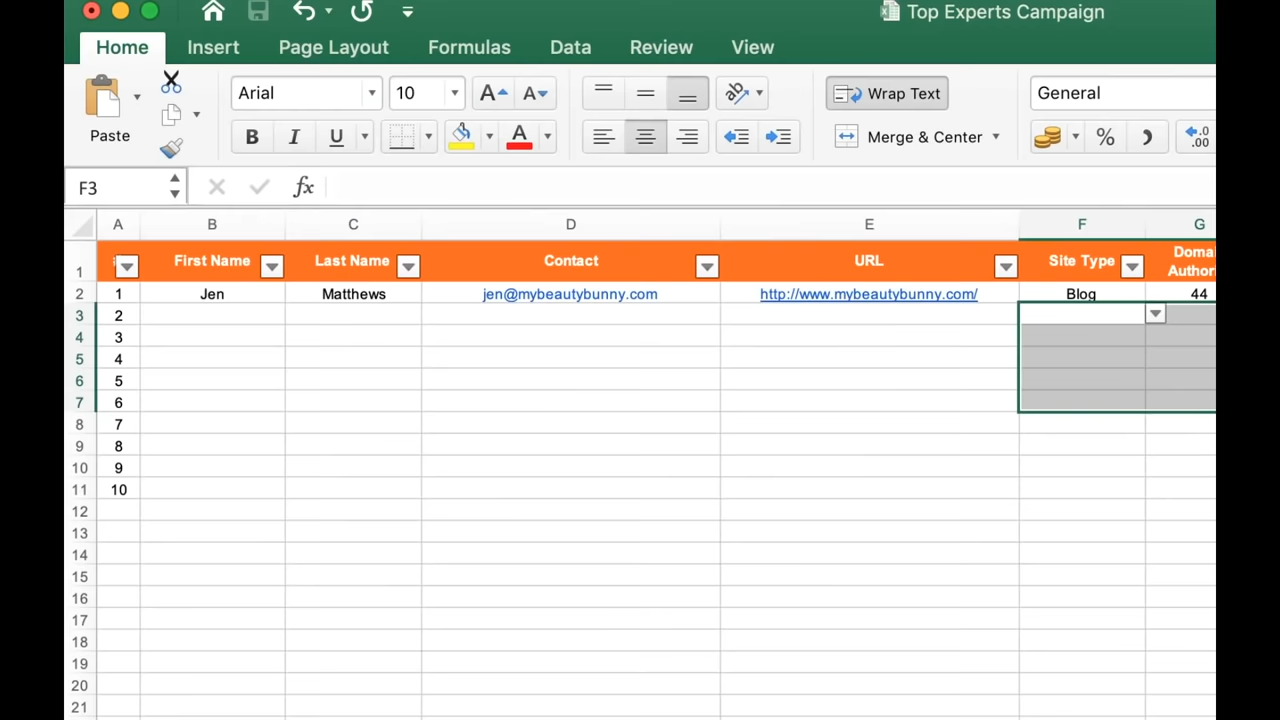 Top Experts Campaign
Home Insert Page Layout Formulas Data Review View
Paste
Arial 10 A A Wrap Text General
B I U A Merge & Center % .0 .00
F3 fx
A B C D E F G
1 First Name Last Name Contact URL Site Type
2 1 Jen Matthews jen@mybeautybunny.com http://www.mybeautybunny.com/ Blog 44
3 2
4 3
5 4
6 5
7 6
8 7
9 8
10 9
11 10
12
13
14
15
16
17
18
19
20
21